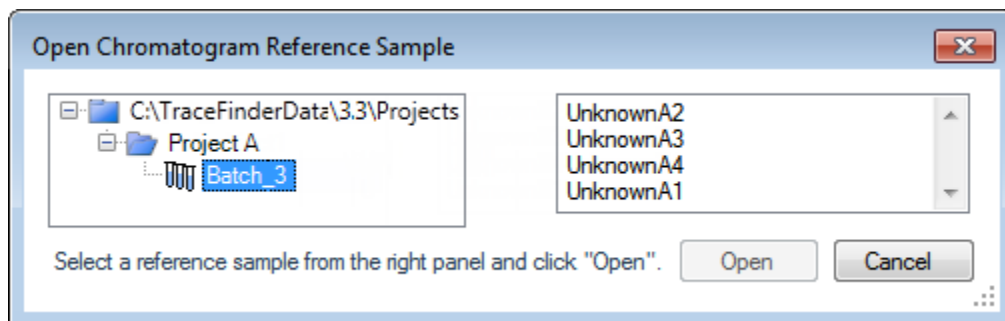 Open Chromatogram Reference Sample
C:\TraceFinderData\3.3\Projects
Project A
Batch_3
UnknownA2
UnknownA3
UnknownA4
UnknownA1
Select a reference sample from the right panel and click "Open".
Open
Cancel